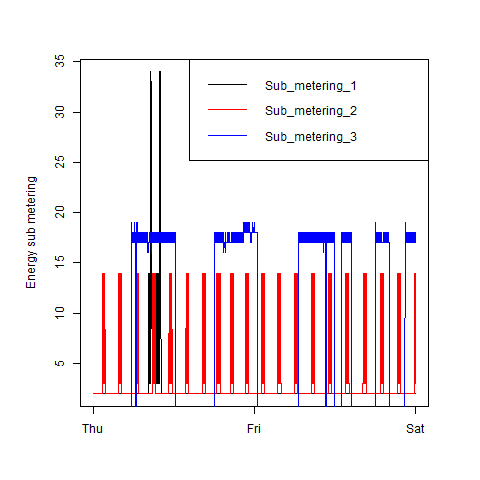 Sub_metering_1
Sub_metering_2
Sub_metering_3
Energy sub metering
35
30
25
20
15
10
5
Thu Fri Sat